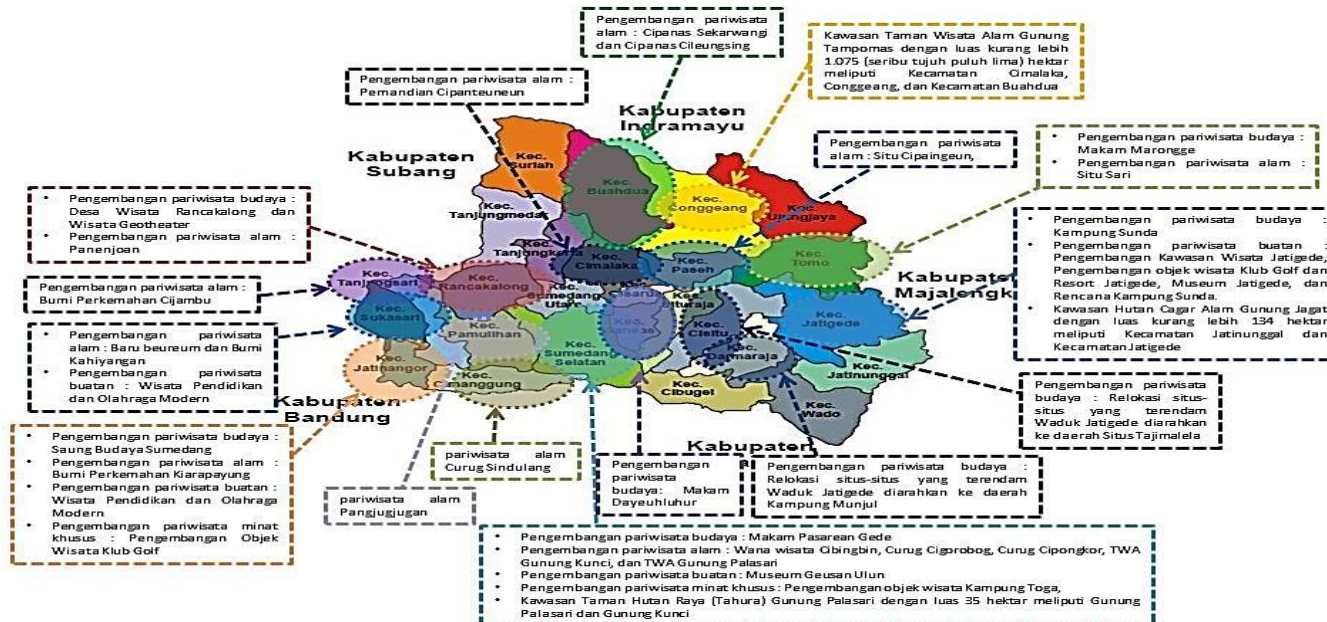 Pengembangan pariwisata
alam : Cipanas Sekarwangi
dan Cipanas Cileungsing
Kawasan Taman Wisata Alam Gunung
Tampomas dengan luas kurang lebih
1.075 (seribu tujuh puluh lima) hektar
meliputi Kecamatan Cimalaka,
Conggeang, dan Kecamatan Buahdua
Pengembangan pariwisata alam :
Pemandian Cipanteuneun
Kabupaten
Indramayu
Kabupaten
Subang
Pengembangan pariwisata
alam : Situ Cipaingeun,
• Pengembangan pariwisata budaya :
Makam Marongge
• Pengembangan pariwisata alam :
Situ Sari
• Pengembangan pariwisata budaya :
Desa Wisata Rancakalong dan
Wisata Geotheater
• Pengembangan pariwisata alam :
Panenjoan
Pengembangan pariwisata alam :
Bumi Perkemahan Cijambu
Pengembangan pariwisata
alam : Baru beureum dan Bumi
Kahiyangan
• Pengembangan pariwisata
buatan : Wisata Pendidikan
dan Olahraga Modern
• Pengembangan pariwisata budaya :
Saung Budaya Sumedang
• Pengembangan pariwisata alam :
Bumi Perkemahan Kiarapayung
• Pengembangan pariwisata buatan :
Wisata Pendidikan dan Olahraga
Modern
• Pengembangan pariwisata minat
khusus : Pengembangan Objek
Wisata Klub Golf
Kec.
Surian
Kec.
Buahdua
Kec.
Tanjungmeda
Kec.
Conggeang
Kec.
Ujungjaya
Kec.
Tanjungkerta
Kec.
Cimalaka
Kec.
Paseh
Kec.
Tomo
Kec.
Tanjungsari
Kec.
Rancakalong
Kec.
Sumedang
Utara
Kec.
Sukasari
Kec.
Pamulihan
Kec.
Sumedang
Selatan
Kec.
Jatigede
Kec.
Darmaraja
Kec.
Jatinangor
Kec.
Cimanggung
Kec.
Cibugel
Kec.
Jatinunggal
Kec.
Wado
Kabupaten
Majalengk
Kabupaten
Bandung
Kabupaten
• Pengembangan pariwisata budaya :
Kampung Sunda
• Pengembangan pariwisata buatan :
Pengembangan Kawasan Wisata Jatigede,
Pengembangan objek wisata Klub Golf dan
Resort Jatigede, Museum Jatigede, dan
Rencana Kampung Sunda.
• Kawasan Hutan Cagar Alam Gunung Jagat
dengan luas kurang lebih 134 hektar
meliputi Kecamatan Jatinunggal dan
Kecamatan Jatigede
Pengembangan pariwisata
budaya : Relokasi situs-
situs yang terendam
Waduk Jatigede diarahkan
ke daerah Situs Tajimalela
pariwisata alam
Curug Sindulang
pariwisata alam
Pangjugjugan
Pengembangan
pariwisata
budaya: Makam
Dayeuhluhur
Pengembangan pariwisata budaya :
Relokasi situs-situs yang terendam
Waduk Jatigede diarahkan ke daerah
Kampung Munjul
• Pengembangan pariwisata budaya : Makam Pasarean Gede
• Pengembangan pariwisata alam : Wana wisata Cibingbin, Curug Cigorobog, Curug Cipongkor, TWA
Gunung Kunci, dan TWA Gunung Palasari
• Pengembangan pariwisata buatan : Museum Geusan Ulun
• Pengembangan pariwisata minat khusus : Pengembangan objek wisata Kampung Toga,
• Kawasan Taman Hutan Raya (Tahura) Gunung Palasari dengan luas 35 hektar meliputi Gunung
Palasari dan Gunung Kunci